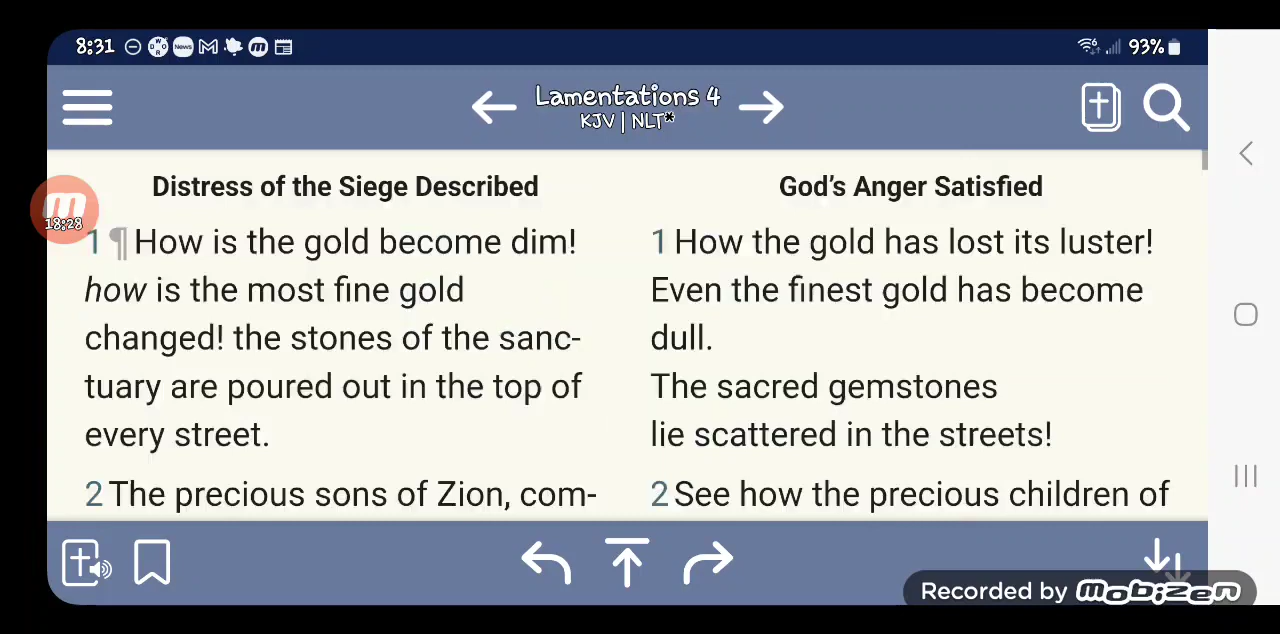 8:31
93%
Lamentations 4
KJV | NLT*
18:28
Distress of the Siege Described
1 ¶ How is the gold become dim!
how is the most fine gold
changed! the stones of the sanc-
tuary are poured out in the top of
every street.
2 The precious sons of Zion, com-
God's Anger Satisfied
1 How the gold has lost its luster!
Even the finest gold has become
dull.
The sacred gemstones
lie scattered in the streets!
2 See how the precious children of
Recorded by mobizen